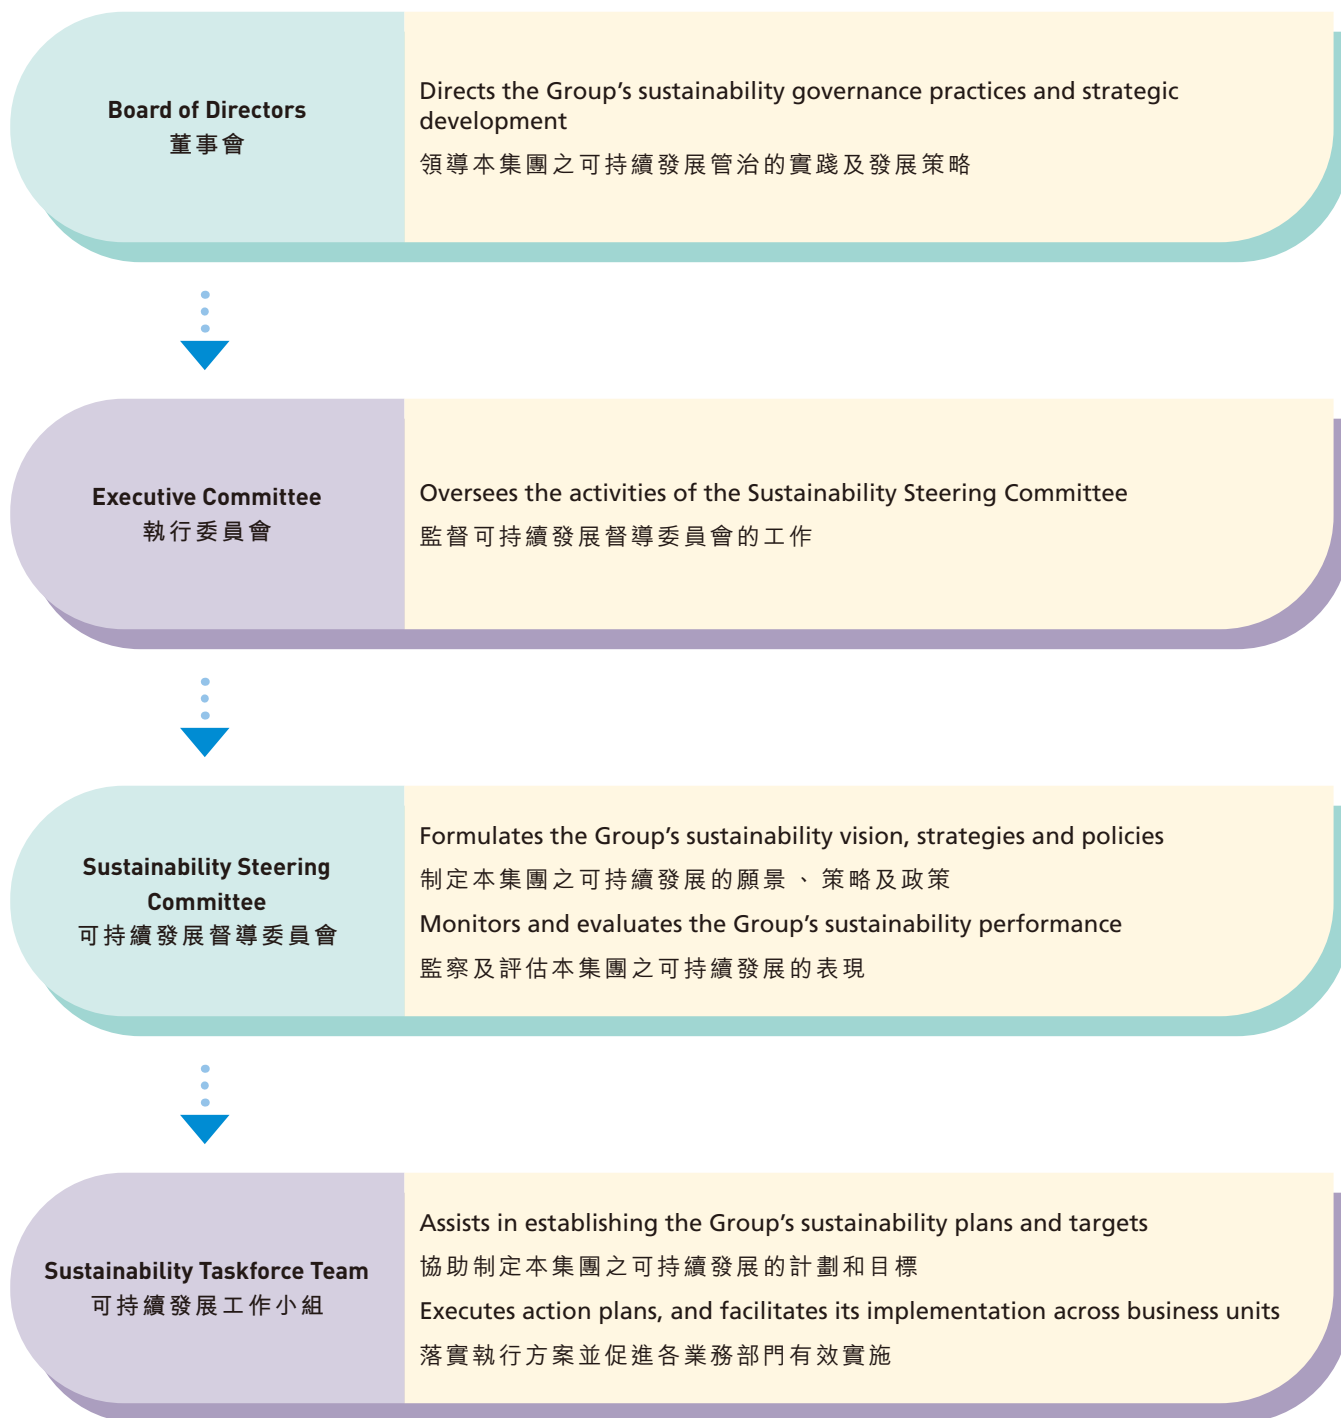 Board of Directors
董事會
Directs the Group’s sustainability governance practices and strategic
development
領導本集團之可持續發展管治的實踐及發展策略
Executive Committee
執行委員會
Oversees the activities of the Sustainability Steering Committee
監督可持續發展督導委員會的工作
Sustainability Steering
Committee
可持續發展督導委員會
Formulates the Group’s sustainability vision, strategies and policies
制定本集團之可持續發展的願景、策略及政策
Monitors and evaluates the Group’s sustainability performance
監察及評估本集團之可持續發展的表現
Sustainability Taskforce Team
可持續發展工作小組
Assists in establishing the Group’s sustainability plans and targets
協助制定本集團之可持續發展的計劃和目標
Executes action plans, and facilitates its implementation across business units
落實執行方案並促進各業務部門有效實施